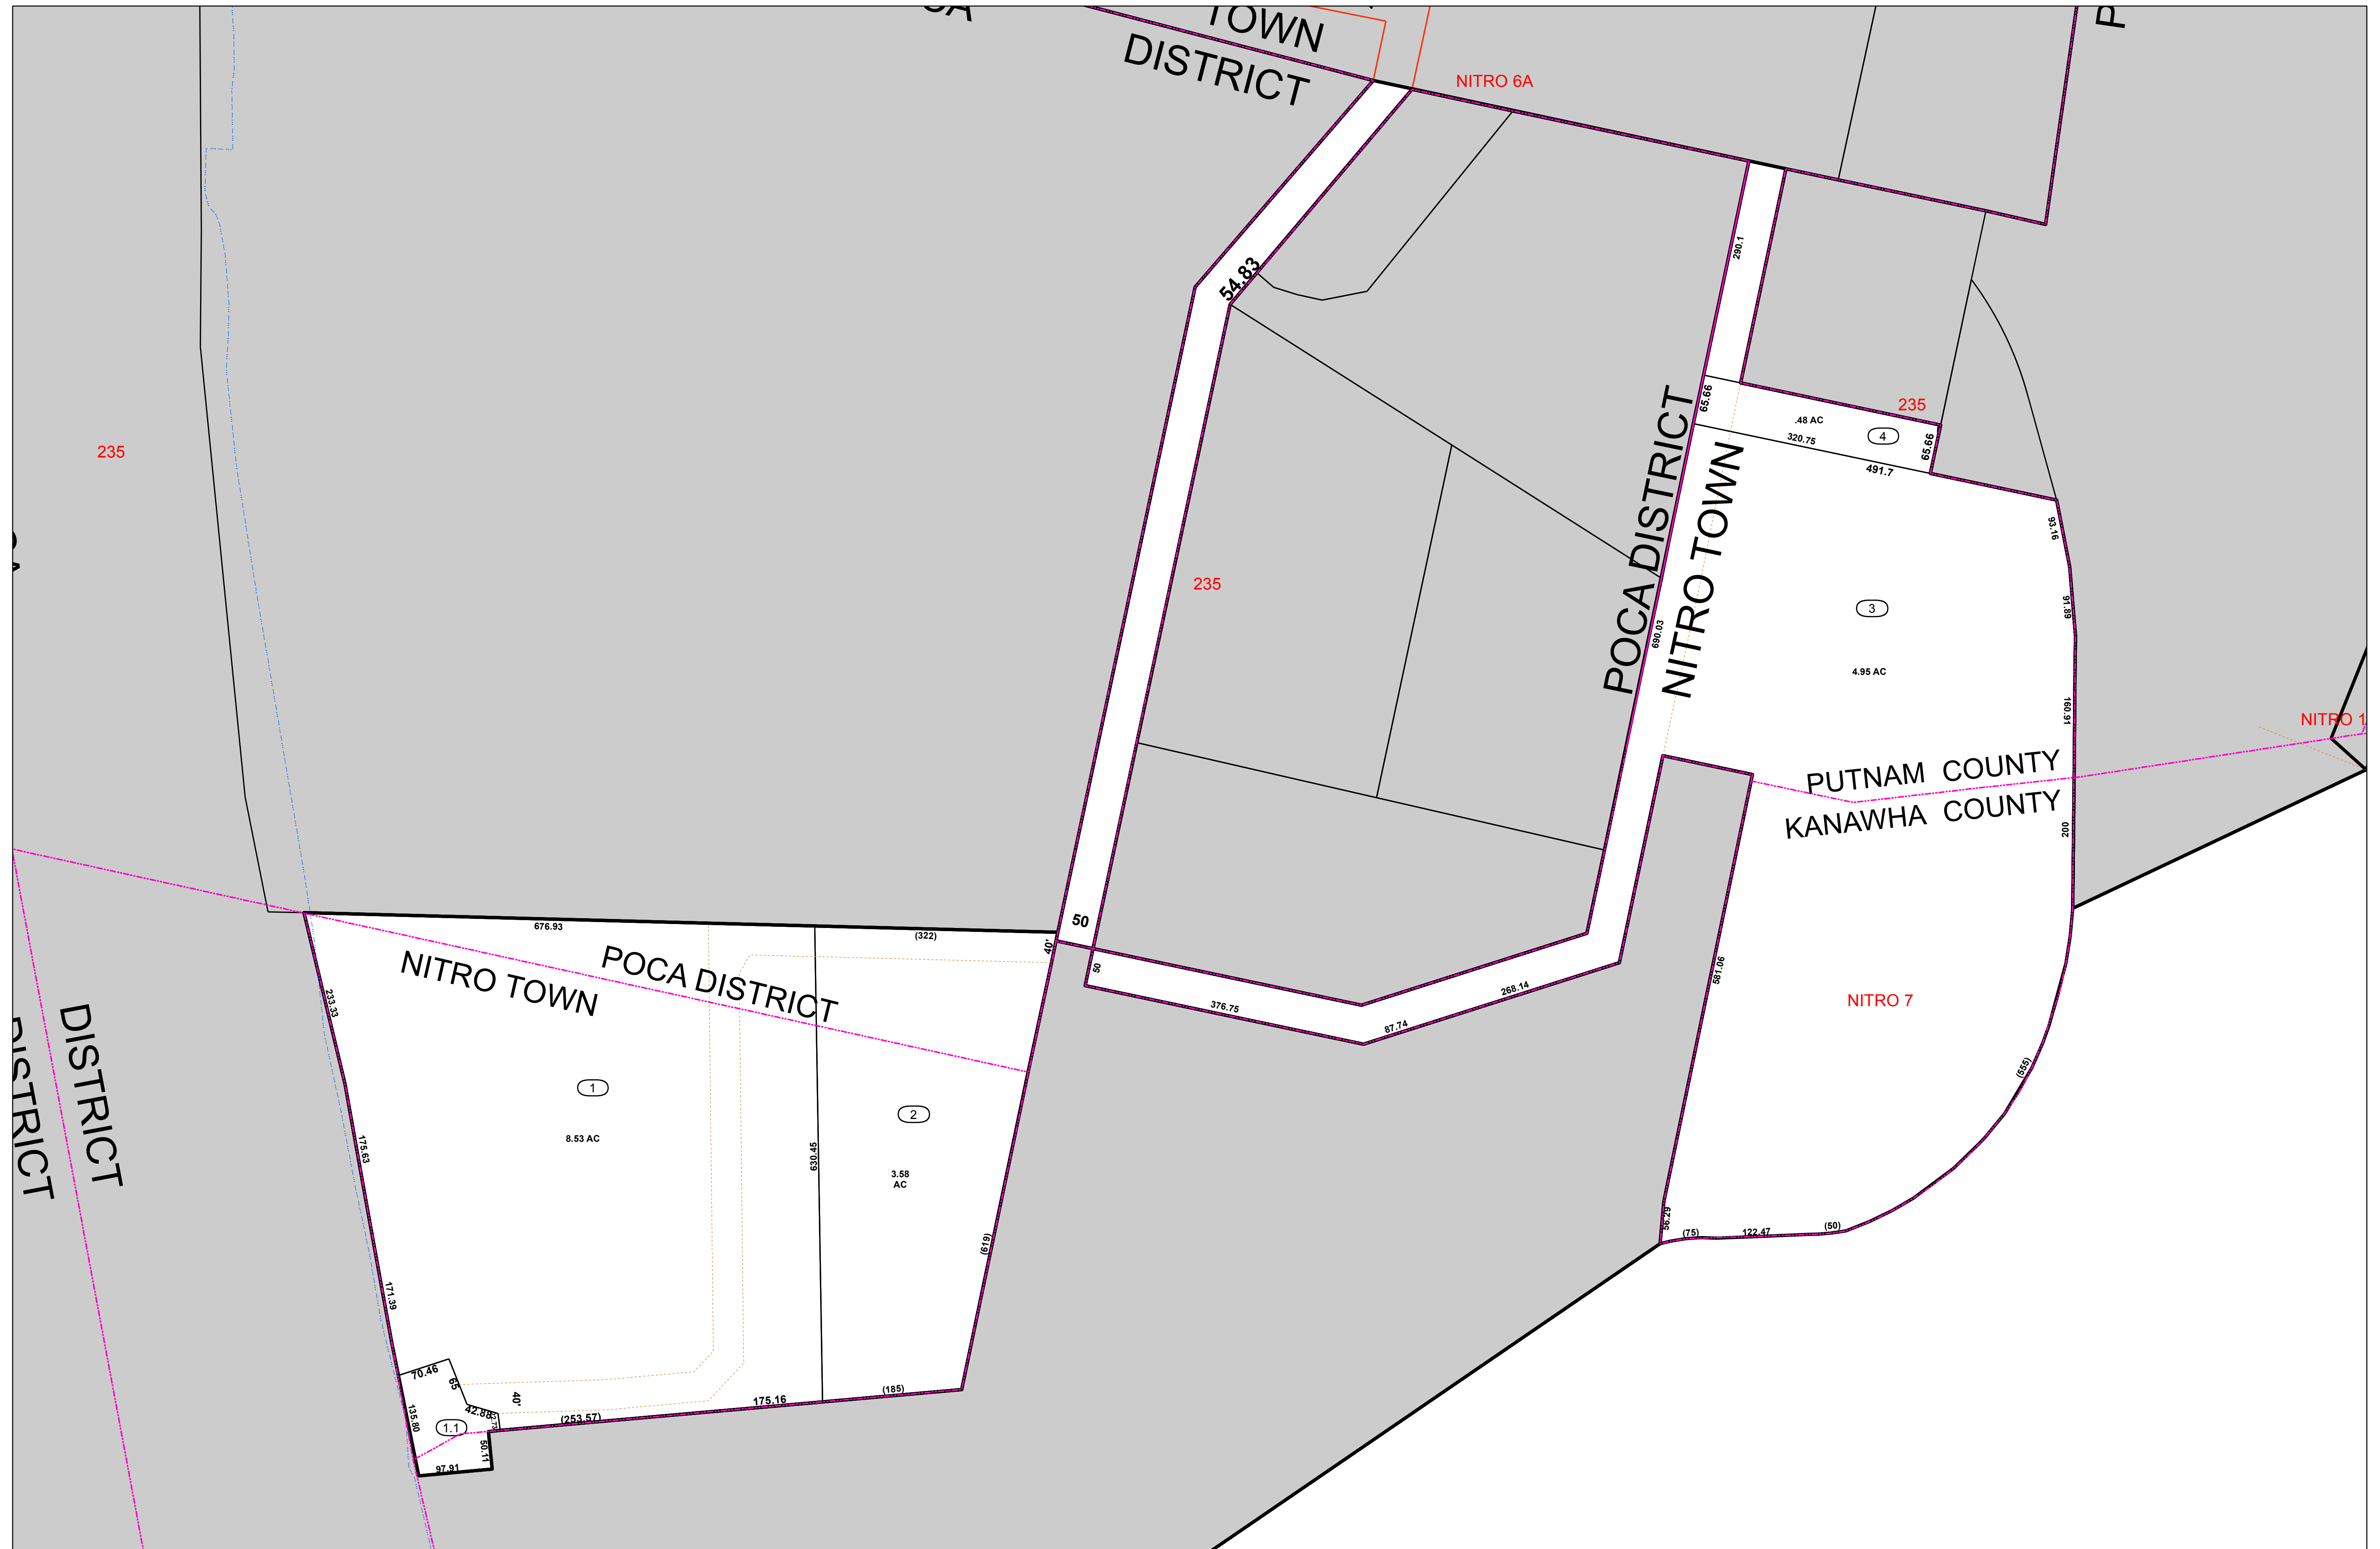 TOWN
DISTRICT
NITRO 6A
P
54.83
290.1
235
65.66
.48 AC
4
320.75
65.66
491.7
235
POCA DISTRICT
NITRO TOWN
93.16
91.89
235
3
690.03
4.95 AC
160.91
NITRO 1
PUTNAM COUNTY
KANAWHA COUNTY
200
676.93
(322)
50
40'
NITRO TOWN
POCA DISTRICT
50
581.06
233.33
376.75
268.14
87.74
NITRO 7
DISTRICT
DISTRICT
1
2
8.53 AC
175.63
630.45
3.58
AC
(555)
56.29
(75)
122.47
(50)
(619)
171.39
70.46
65
40'
175.16
(185)
42.88
(253.57)
135.80
1.1
50.11
97.91